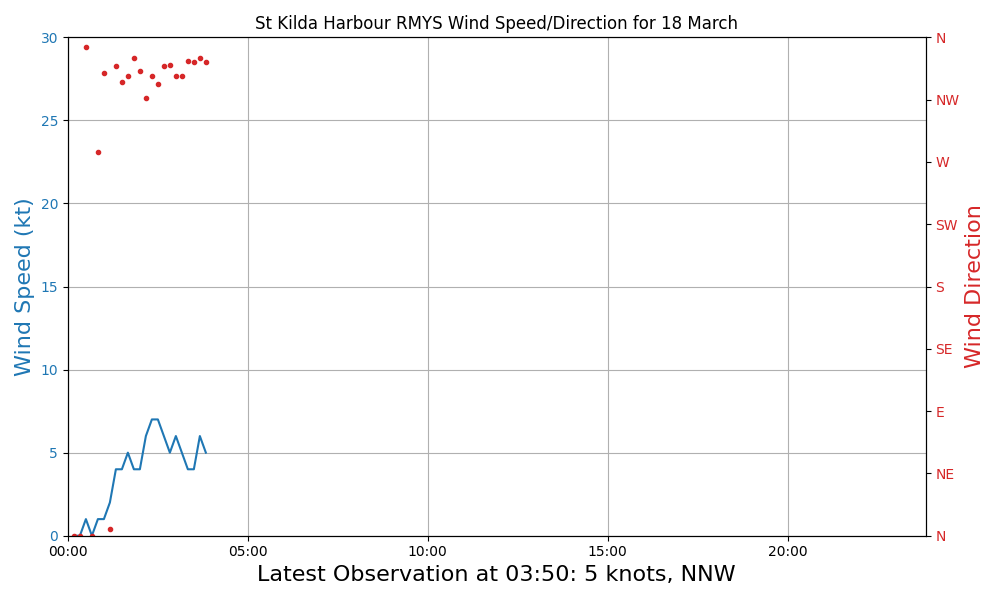 St Kilda Harbour RMYS Wind Speed/Direction for 18 March
30
25
20
15
10
5
0
Wind Speed (kt)
N
NW
W
SW
S
SE
E
NE
N
Wind Direction
00:00
05:00
10:00
15:00
20:00
Latest Observation at 03:50: 5 knots, NNW